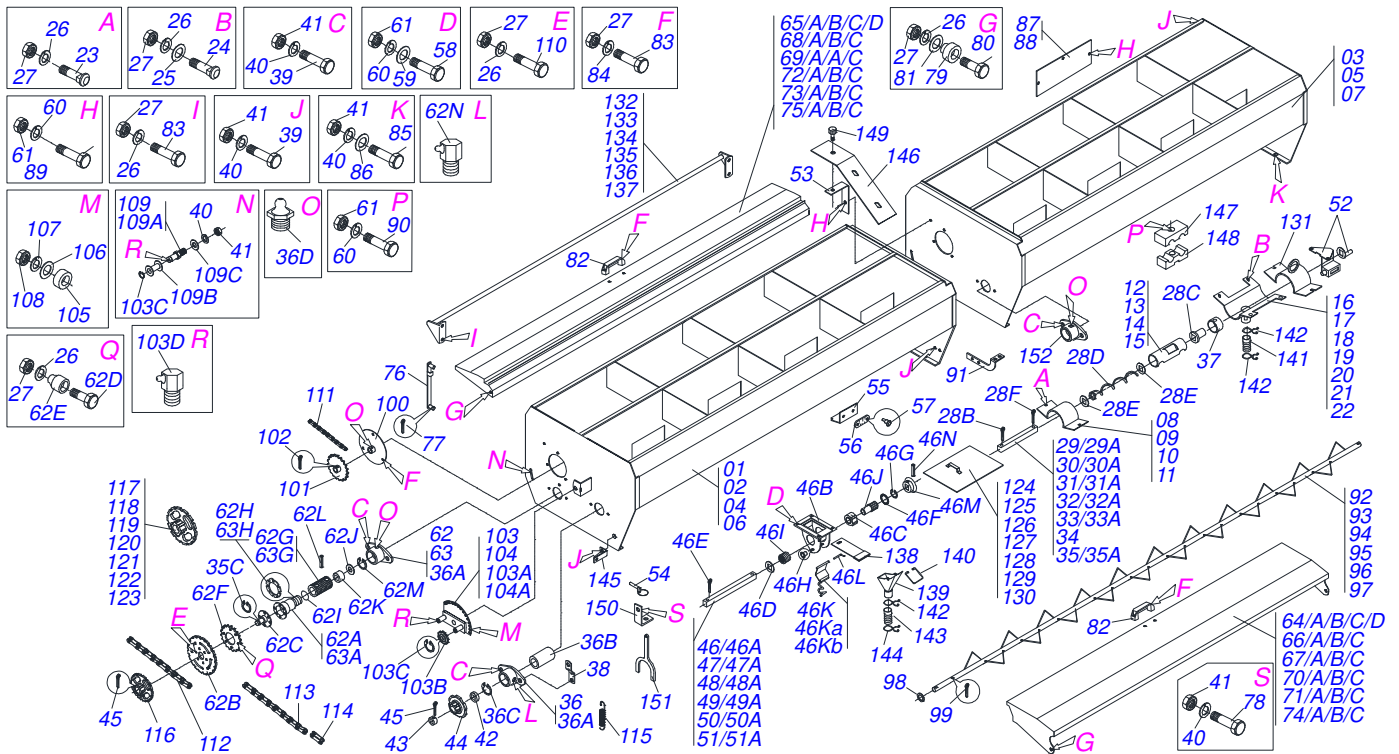 A
26
23
27
B
26
27
24
25
C
41
40
39
D
61
58
60
59
E
27
110
26
F
27
83
84
65/A/B/C/D
68/A/B/C
69/A/A/C
72/A/B/C
73/A/B/C
75/A/B/C
G
26
80
27
81
79
87
88
H
J
03
05
07
H
60
61
89
I
27
83
26
J
41
39
40
K
41
85
40
86
62N
L
132
133
134
135
136
137
149
146
53
H
K
M
107
106
108
105
109
109A
N
40
41
R
109C
109B
103C
O
36D
P
61
90
60
F
82
I
G
147
P
148
B
131
52
O
C
152
12
13
14
15
28C
28D
37
28E
142
141
142
16
17
18
19
20
21
22
Q
26
27
62D
62E
103D
R
76
77
111
100
O
102
101
F
N
J
91
55
57
56
A
28F
28B
28E
08
09
10
11
29/29A
30/30A
31/31A
32/32A
33/33A
34
35/35A
01
02
04
06
46N
46G
46J
46B
D
46F
46M
46C
46I
46E
46H
46L
46D
46K
46Ka
46Kb
138
140
139
142
143
144
124
125
126
127
128
129
130
92
93
94
95
96
97
117
118
119
120
121
122
123
62H
63H
62L
62G
63G
35C
62F
62J
C
O
62
63
36A
62M
62K
62I
62A
63A
62C
E
Q
62B
45
116
112
113
114
103
104
103A
104A
R
M
103C
103B
J
145
54
150
S
151
36B
38
C
L
36
36A
45
43
44
42
36C
115
46/46A
47/47A
48/48A
49/49A
50/50A
51/51A
98
99
F
82
G
64/A/B/C/D
66/A/B/C
67/A/B/C
70/A/B/C
71/A/B/C
74/A/B/C
S
41
78
40